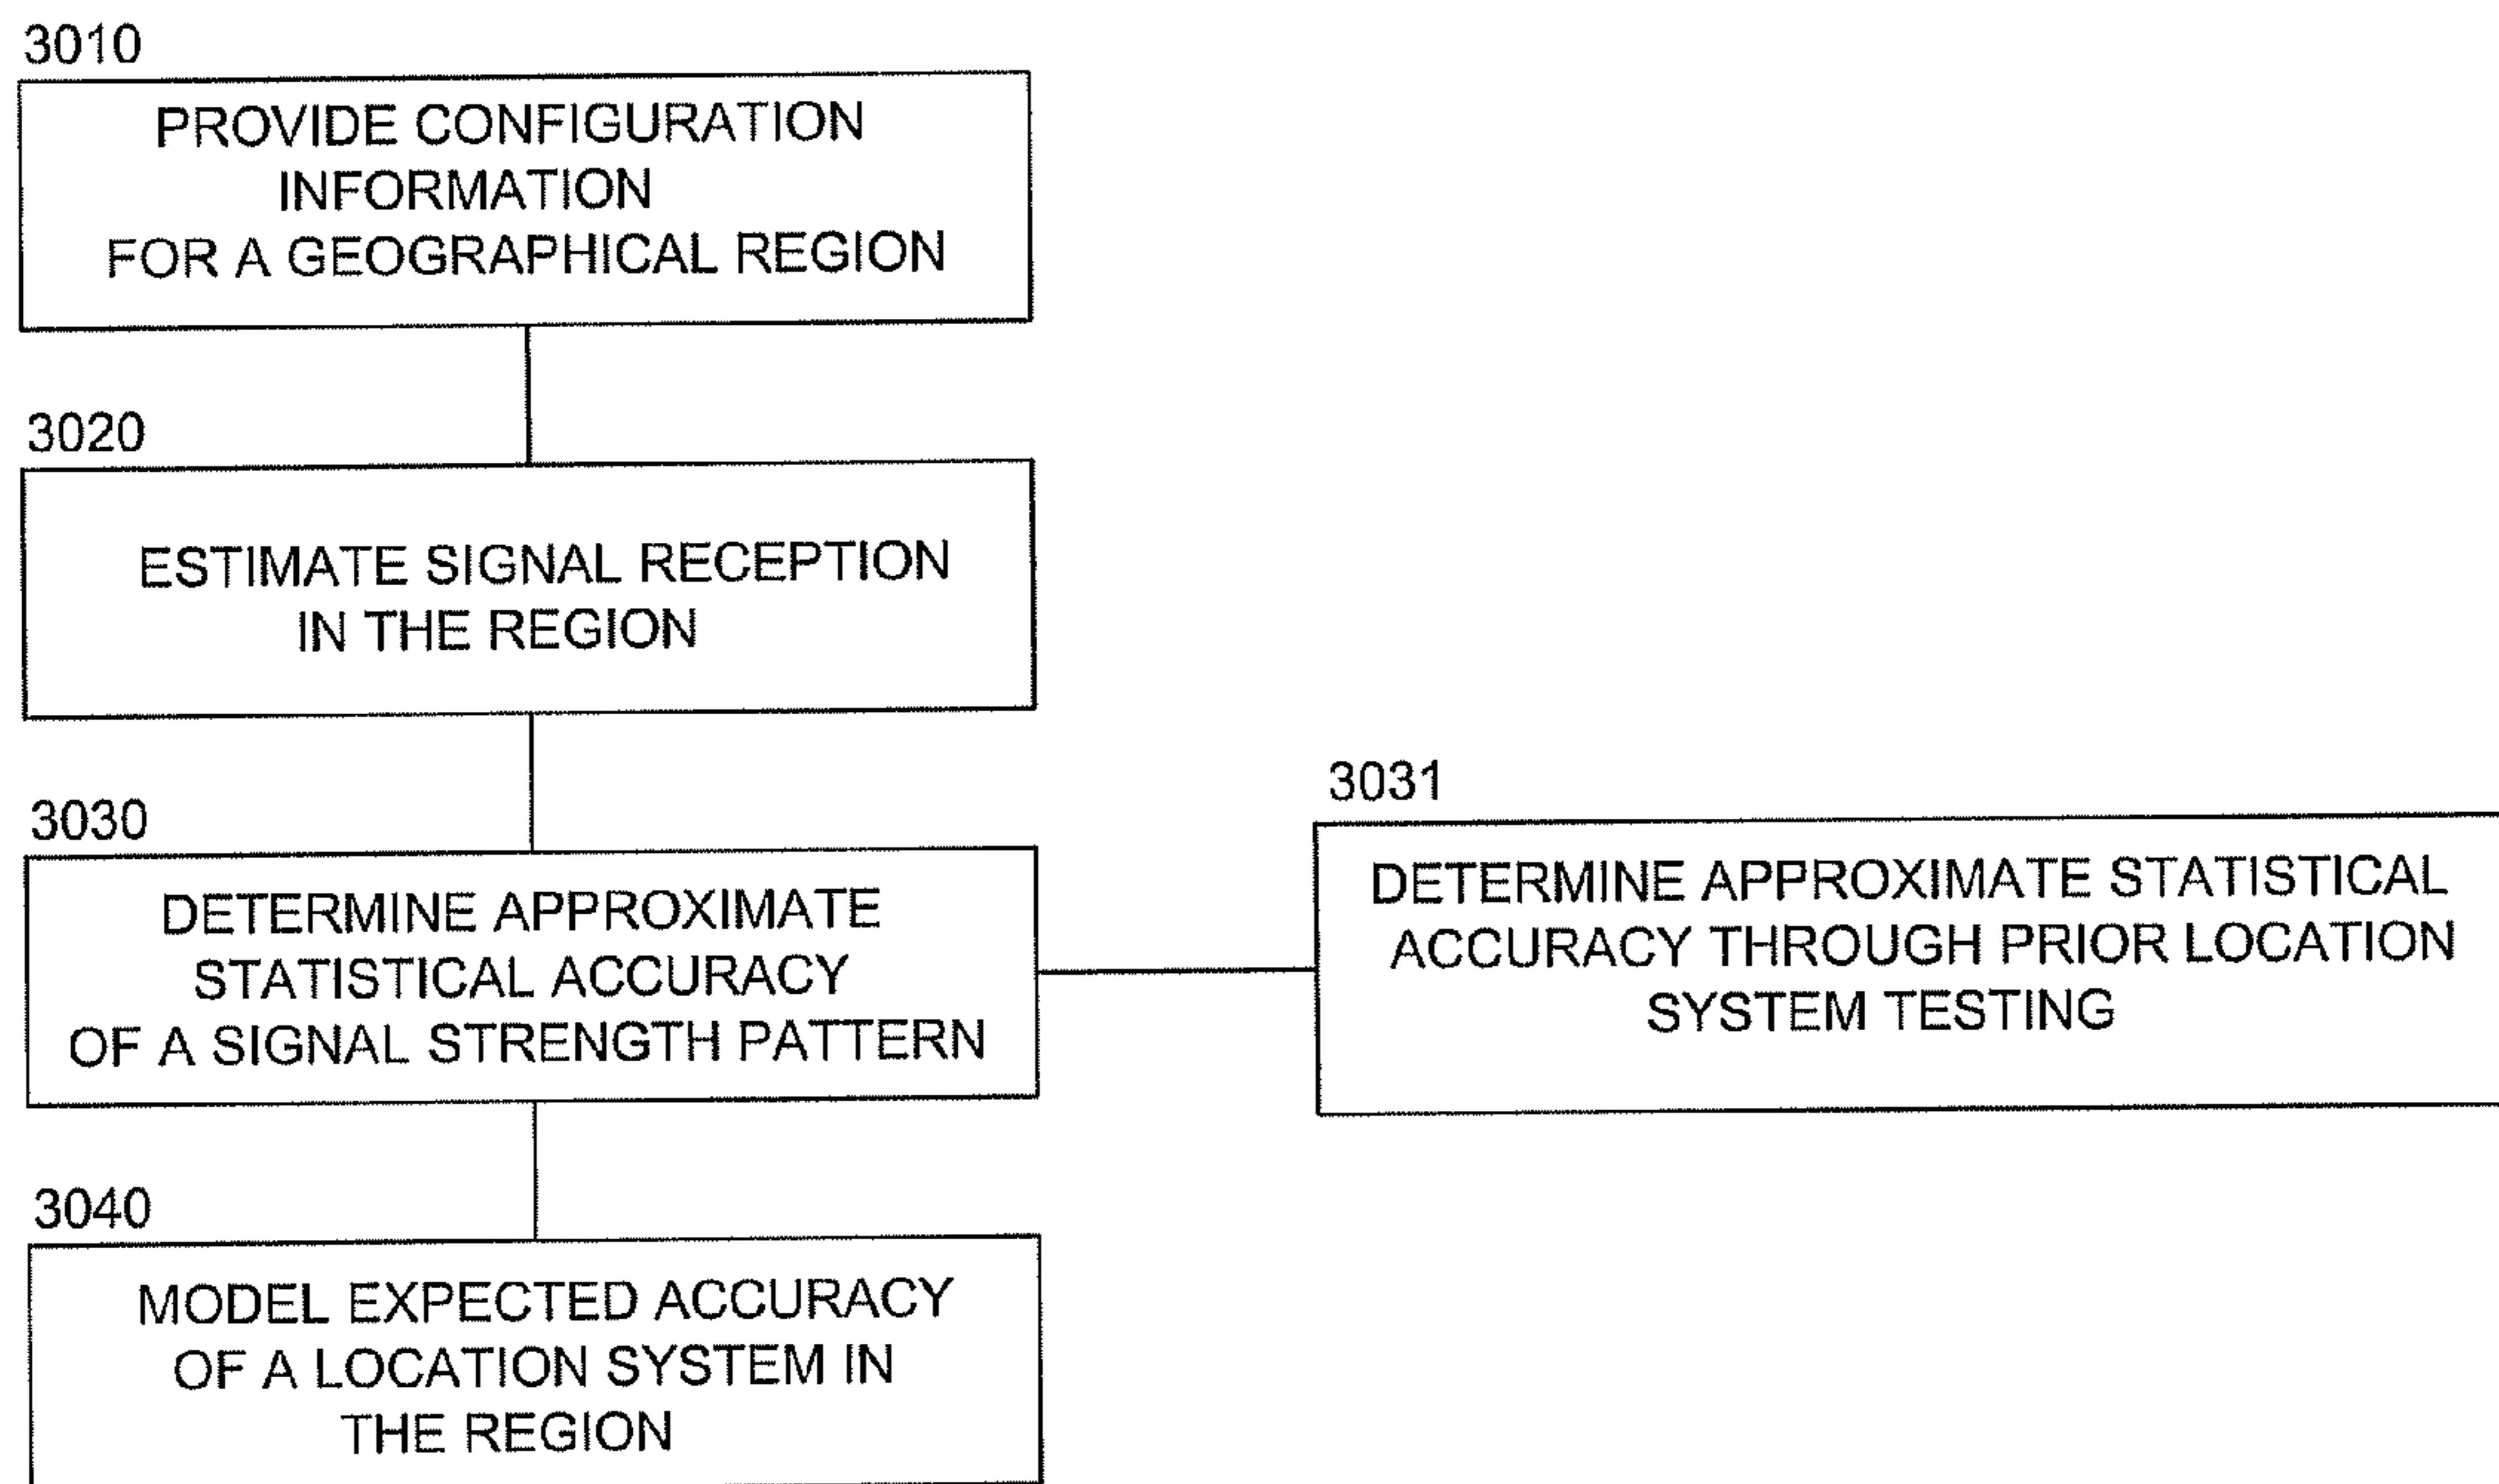 3010
PROVIDE CONFIGURATION
INFORMATION
FOR A GEOGRAPHICAL REGION
3020
ESTIMATE SIGNAL RECEPTION
IN THE REGION
3030
DETERMINE APPROXIMATE
STATISTICAL ACCURACY
OF A SIGNAL STRENGTH PATTERN
3031
DETERMINE APPROXIMATE STATISTICAL
ACCURACY THROUGH PRIOR LOCATION
SYSTEM TESTING
3040
MODEL EXPECTED ACCURACY
OF A LOCATION SYSTEM IN
THE REGION